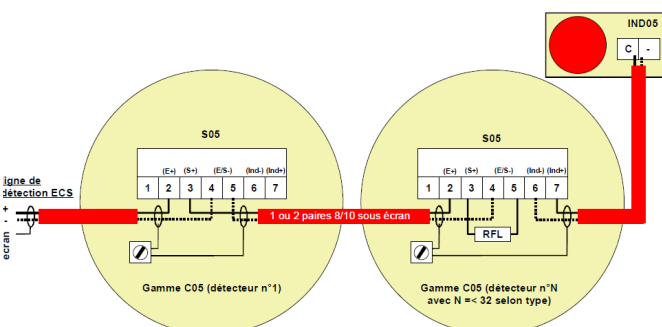 IND05
C -
S05
S05
(E+) (S+) (E/S-) (Ind-) (Ind+)
1 2 3 4 5 6 7
(E+) (S+) (E/S-) (Ind-) (Ind+)
1 2 3 4 5 6 7
igne de
détection ECS
+
-
écran
1 ou 2 paires 8/10 sous écran
RFL
Gamme C05 (détecteur n°1)
Gamme C05 (détecteur n°N
avec N =< 32 selon type)